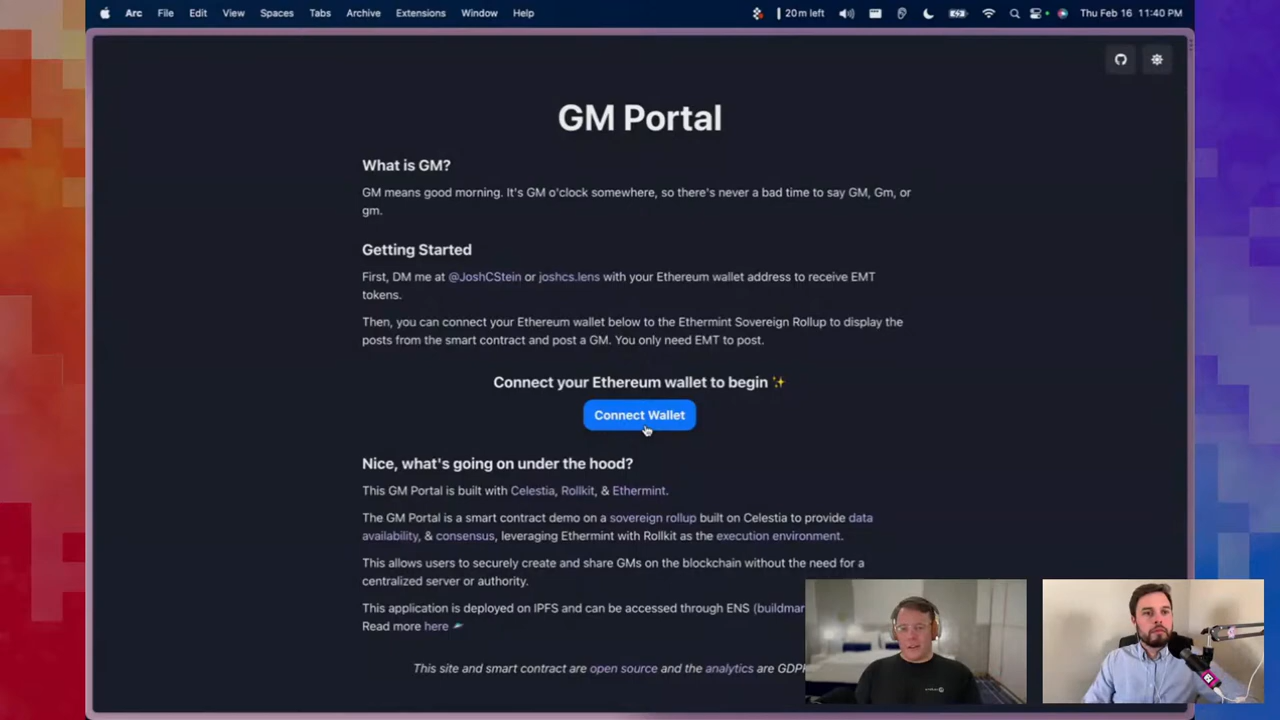 Arc File Edit View Spaces Tabs Archive Extensions Window Help 20 m left Thu Feb 16 11:40 PM
GM Portal
What is GM?
GM means good morning. It's GM o'clock somewhere, so there's never a bad time to say GM, Gm, or
gm.
Getting Started
First, DM me at @JoshCStein or joshcs.lens with your Ethereum wallet address to receive EMT
tokens.
Then, you can connect your Ethereum wallet below to the Ethermint Sovereign Rollup to display the
posts from the smart contract and post a GM. You only need EMT to post.
Connect your Ethereum wallet to begin ✨
Connect Wallet
Nice, what's going on under the hood?
This GM Portal is built with Celestia, Rollkit, & Ethermint.
The GM Portal is a smart contract demo on a sovereign rollup built on Celestia to provide data
availability, & consensus, leveraging Ethermint with Rollkit as the execution environment.
This allows users to securely create and share GMs on the blockchain without the need for a
centralized server or authority.
This application is deployed on IPFS and can be accessed through ENS (buildmar
Read more here
This site and smart contract are open source and the analytics are GDP